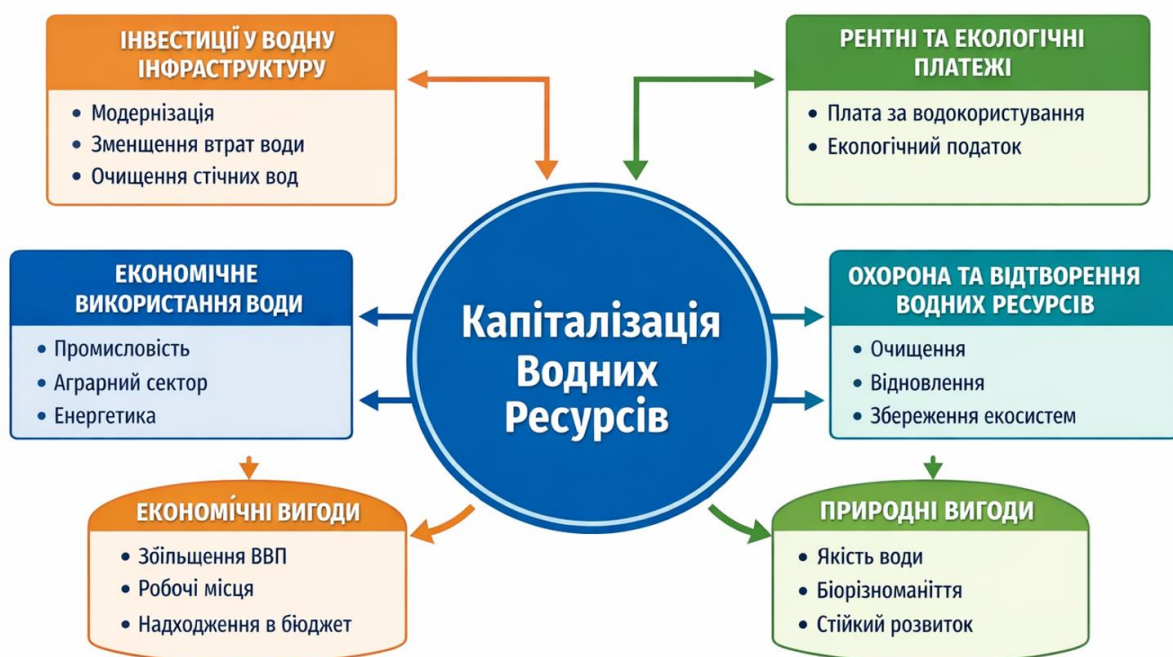 ІНВЕСТИЦІЇ У ВОДНУ
ІНФРАСТРУКТУРУ
• Модернізація
• Зменщення втрат води
• Очищення стічних вод
РЕНТНІ ТА ЕКОЛОГІЧНІ
ПЛАТЕЖІ
• Плата за водокористування
• Екологічний податок
Капіталізація
Водних
Ресурсів
ЕКОНОМІЧНЕ
ВИКОРИСТАННЯ ВОДИ
• Промисловість
• Аграрний сектор
• Енергетика
ОХОРОНА ТА ВІДТВОРЕННЯ
ВОДНИХ РЕСУРСІВ
• Очищення
• Відновлення
• Збереження екосистем
ЕКОНОМІЧНІ ВИГОДИ
• Збільщення ВВП
• Робочі місця
• Надходження в бюджет
ПРИРОДНІ ВИГОДИ
• Якість води
• Біорізноманіття
• Стійкий розвиток